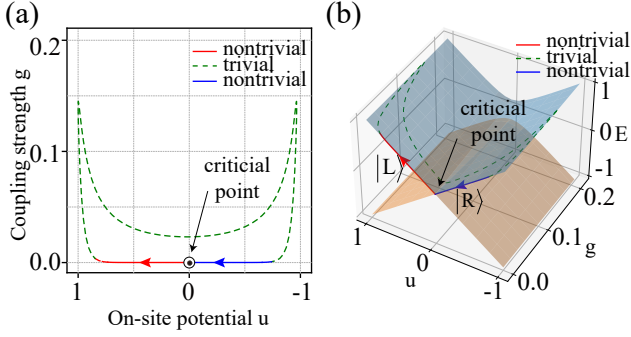 (a)
0.2
nontrivial
trivial
nontrivial
Coupling strength g
0.1
criticial
point
0.0
1
0
-1
On-site potential u
(b)
nontrivial
trivial
nontrivial
criticial
point
|L⟩
|R⟩
1
0 E
-1
0.2
0.1
g
0.0
1
0
u
-1